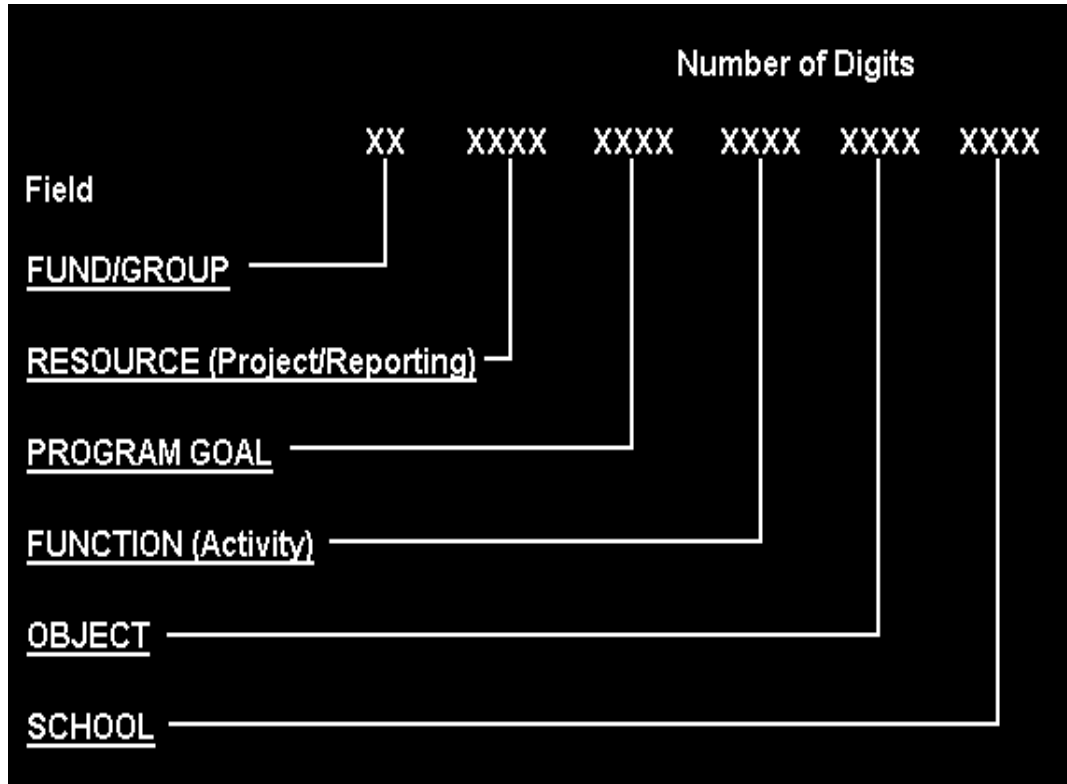 Number of Digits
XX XXXX XXXX XXXX XXXX XXXX
Field
FUND/GROUP
RESOURCE (Project/Reporting)
PROGRAM GOAL
FUNCTION (Activity)
OBJECT
SCHOOL